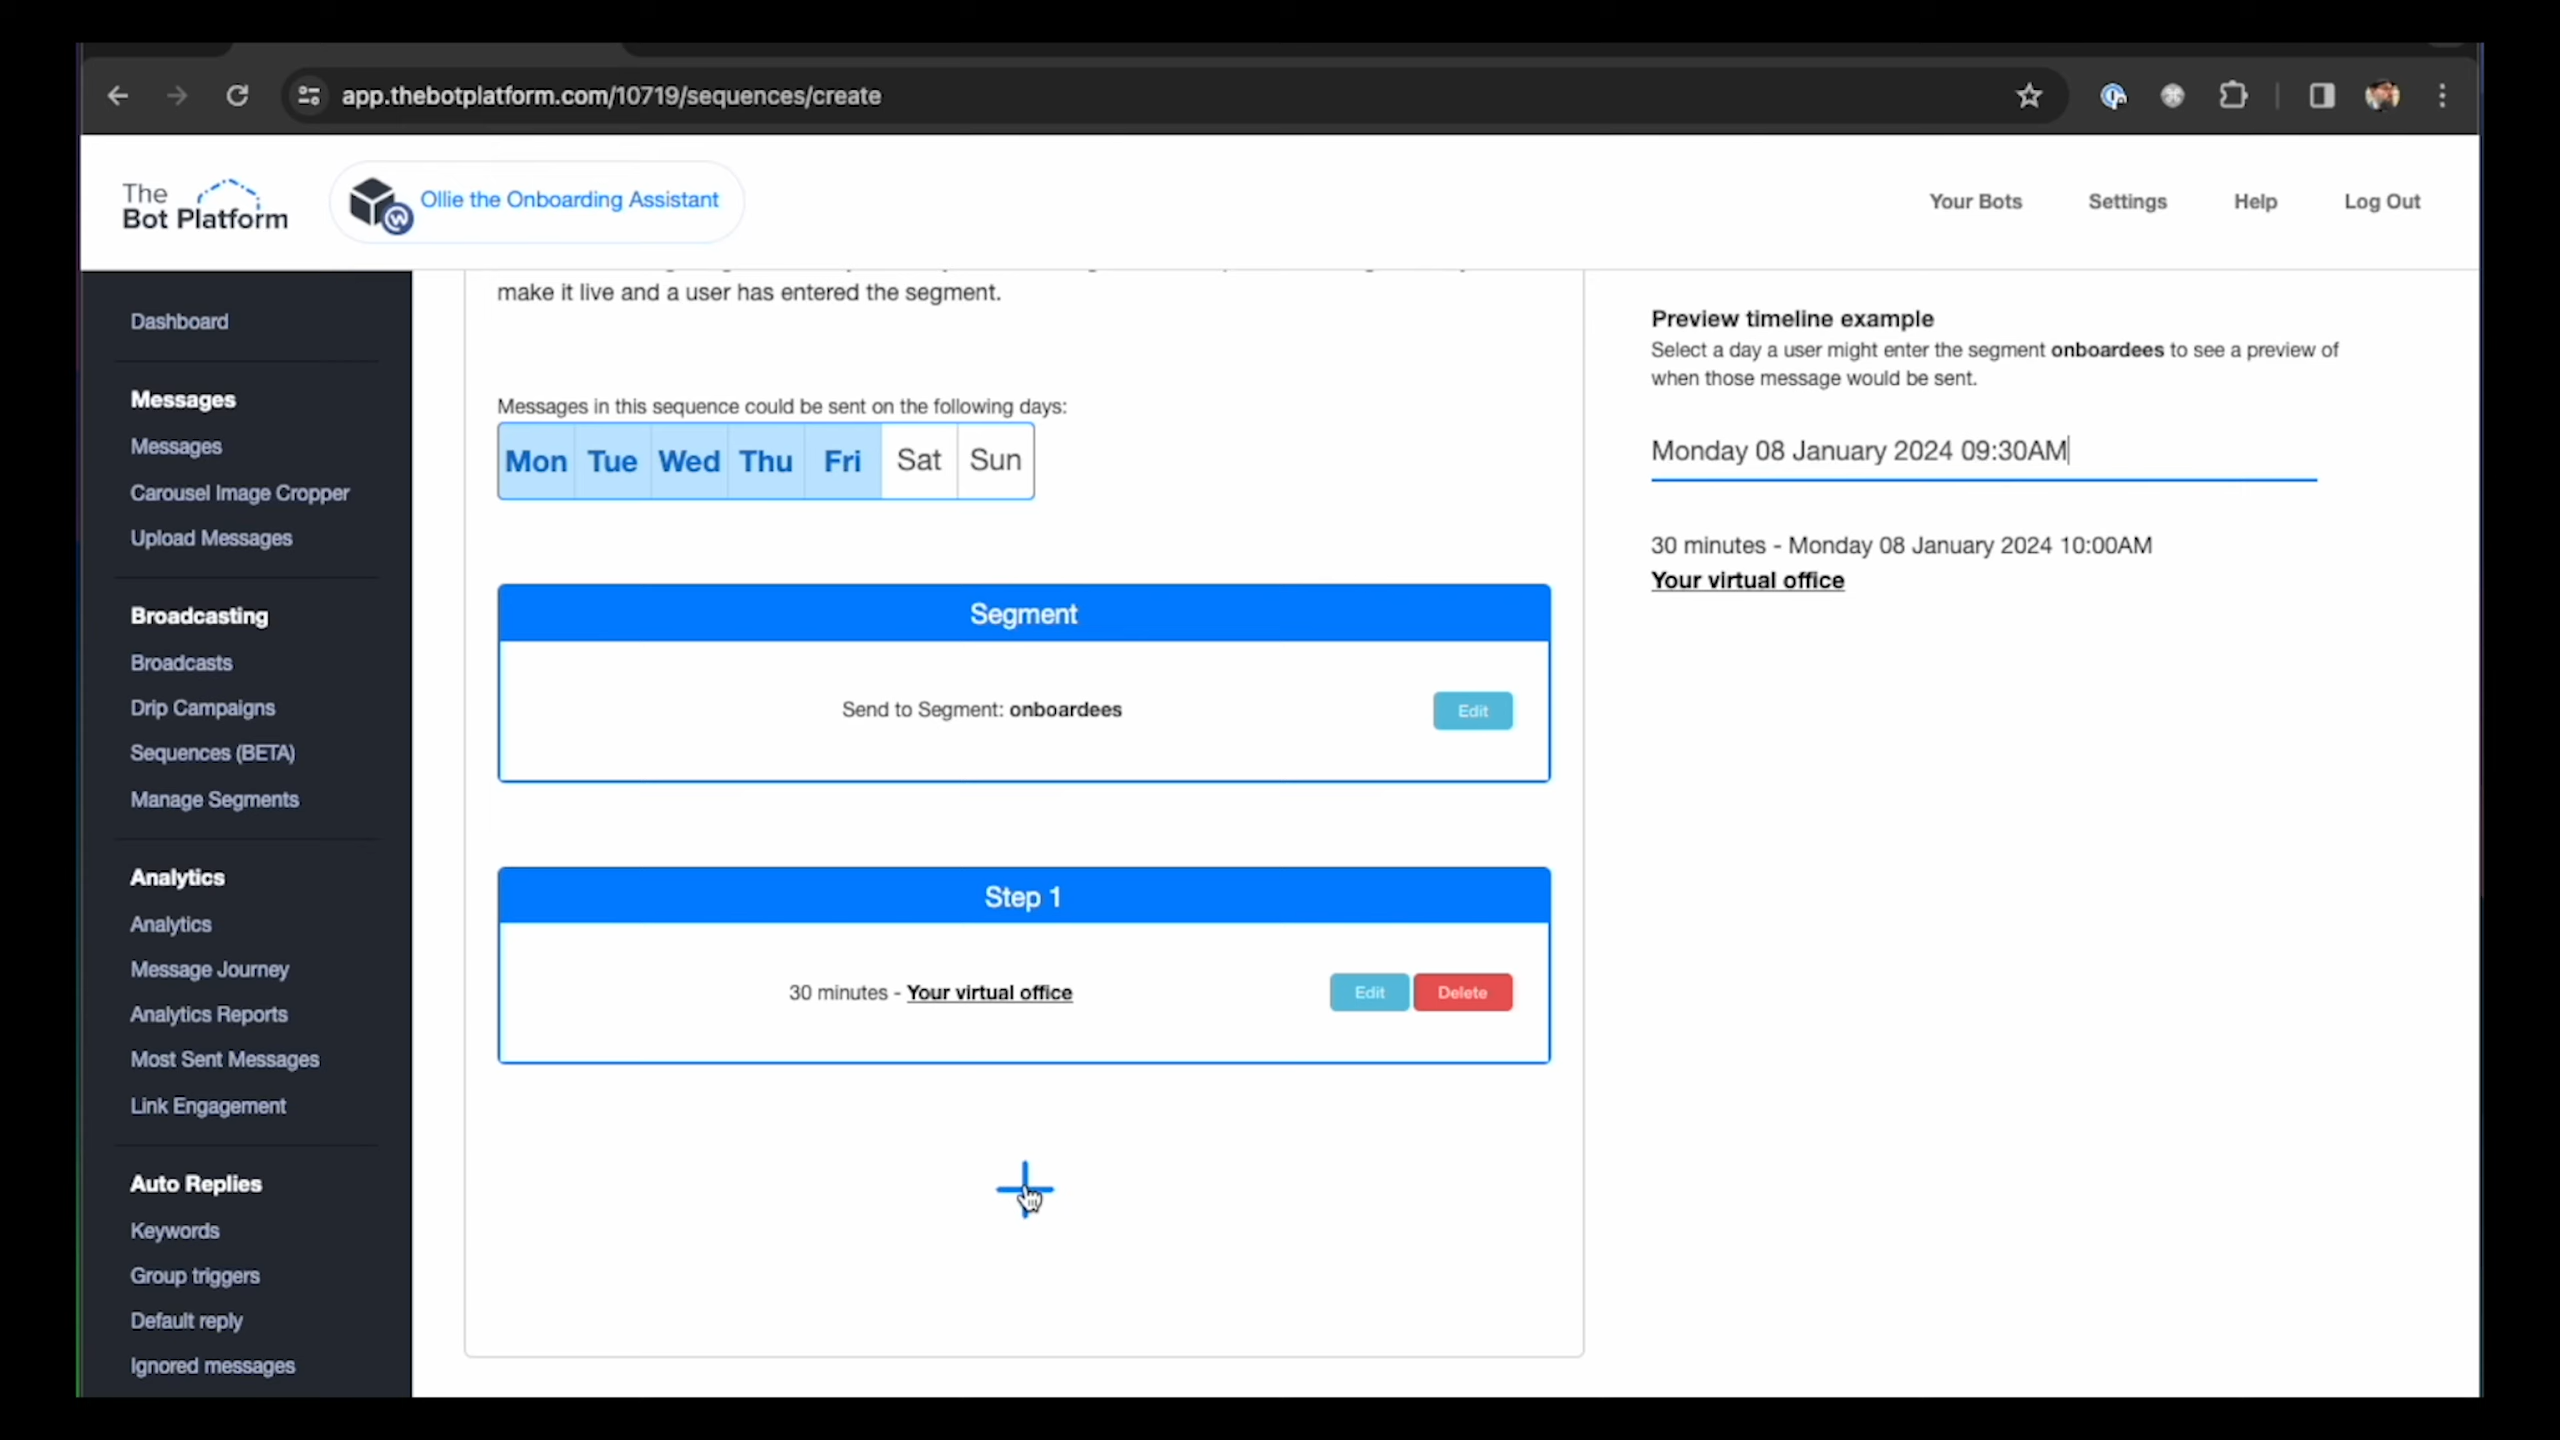 app.thebotplatform.com/10719/sequences/create
The
Bot Platform
Ollie the Onboarding Assistant
Your Bots
Settings
Help
Log Out
Dashboard
Messages
Messages
Carousel Image Cropper
Upload Messages
Broadcasting
Broadcasts
Drip Campaigns
Sequences (BETA)
Manage Segments
Analytics
Analytics
Message Journey
Analytics Reports
Most Sent Messages
Link Engagement
Auto Replies
Keywords
Group triggers
Default reply
Ignored messages
make it live and a user has entered the segment.
Messages in this sequence could be sent on the following days:
Mon Tue Wed Thu Fri Sat Sun
Segment
Send to Segment: onboardees
Edit
Step 1
30 minutes - Your virtual office
Edit
Delete
Preview timeline example
Select a day a user might enter the segment onboardees to see a preview of
when those message would be sent.
Monday 08 January 2024 09:30AM
30 minutes - Monday 08 January 2024 10:00AM
Your virtual office